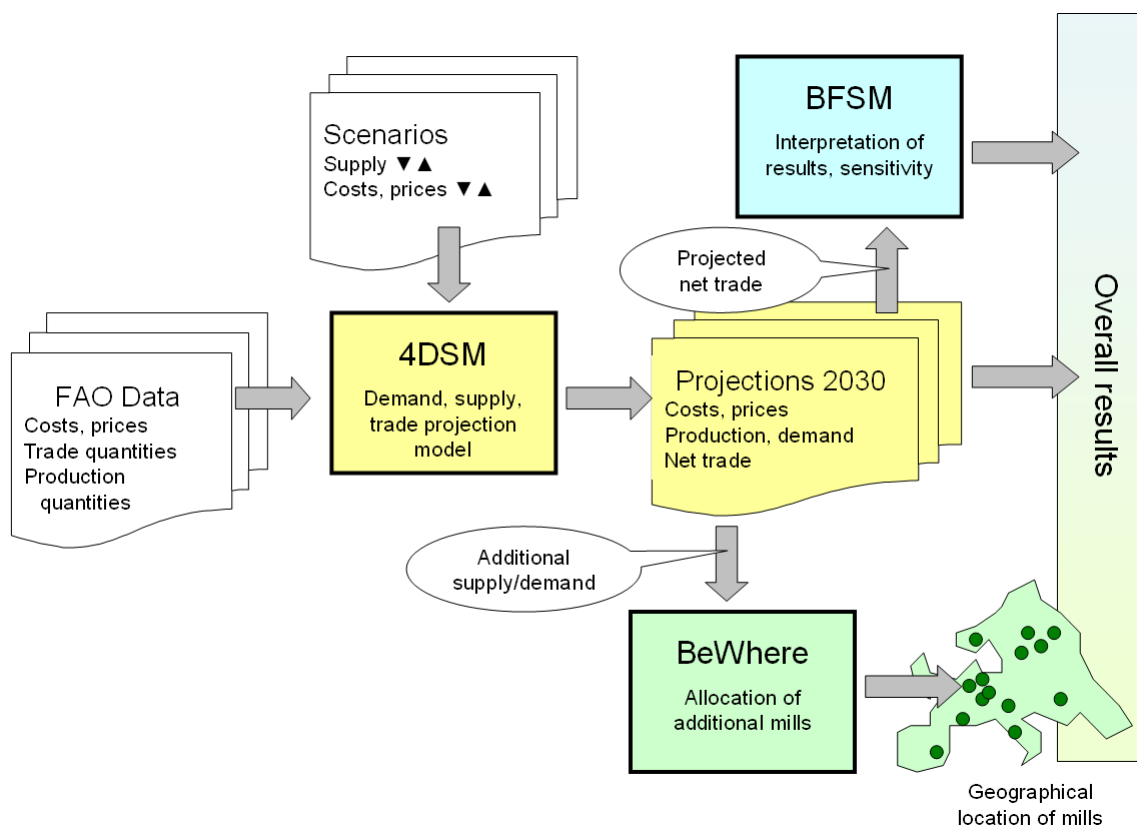 Scenarios
Supply ▼▲
Costs, prices ▼▲
BFSM
Interpretation of
results, sensitivity
Projected
net trade
FAO Data
Costs, prices
Trade quantities
Production
quantities
4DSM
Demand, supply,
trade projection
model
Projections 2030
Costs, prices
Production, demand
Net trade
Overall results
Additional
supply/demand
BeWhere
Allocation of
additional mills
Geographical
location of mills